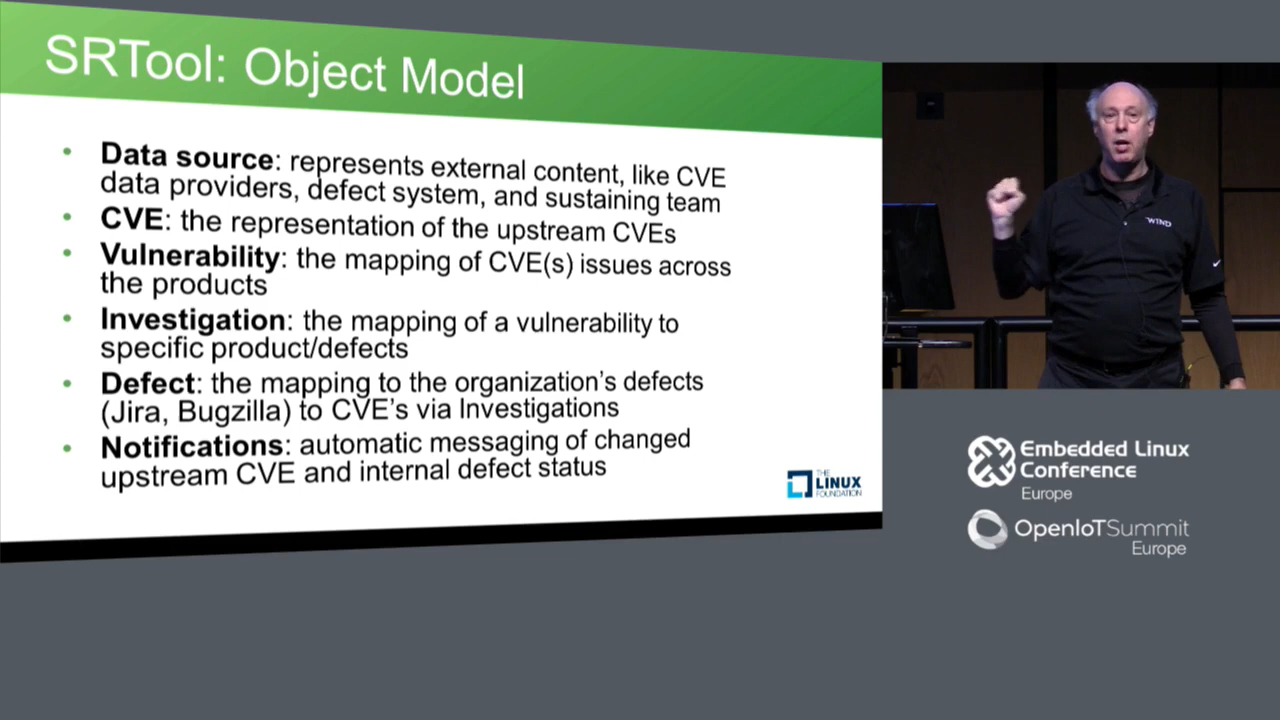 SRTool: Object Model
• Data source: represents external content, like CVE
data providers, defect system, and sustaining team
• CVE: the representation of the upstream CVEs
• Vulnerability: the mapping of CVE(s) issues across
the products
• Investigation: the mapping of a vulnerability to
specific product/defects
• Defect: the mapping to the organization's defects
(Jira, Bugzilla) to CVE's via Investigations
• Notifications: automatic messaging of changed
upstream CVE and internal defect status
THE
LINUX
FOUNDATION
WIND
Embedded Linux
Conference
Europe
OpenIoTSummit
Europe